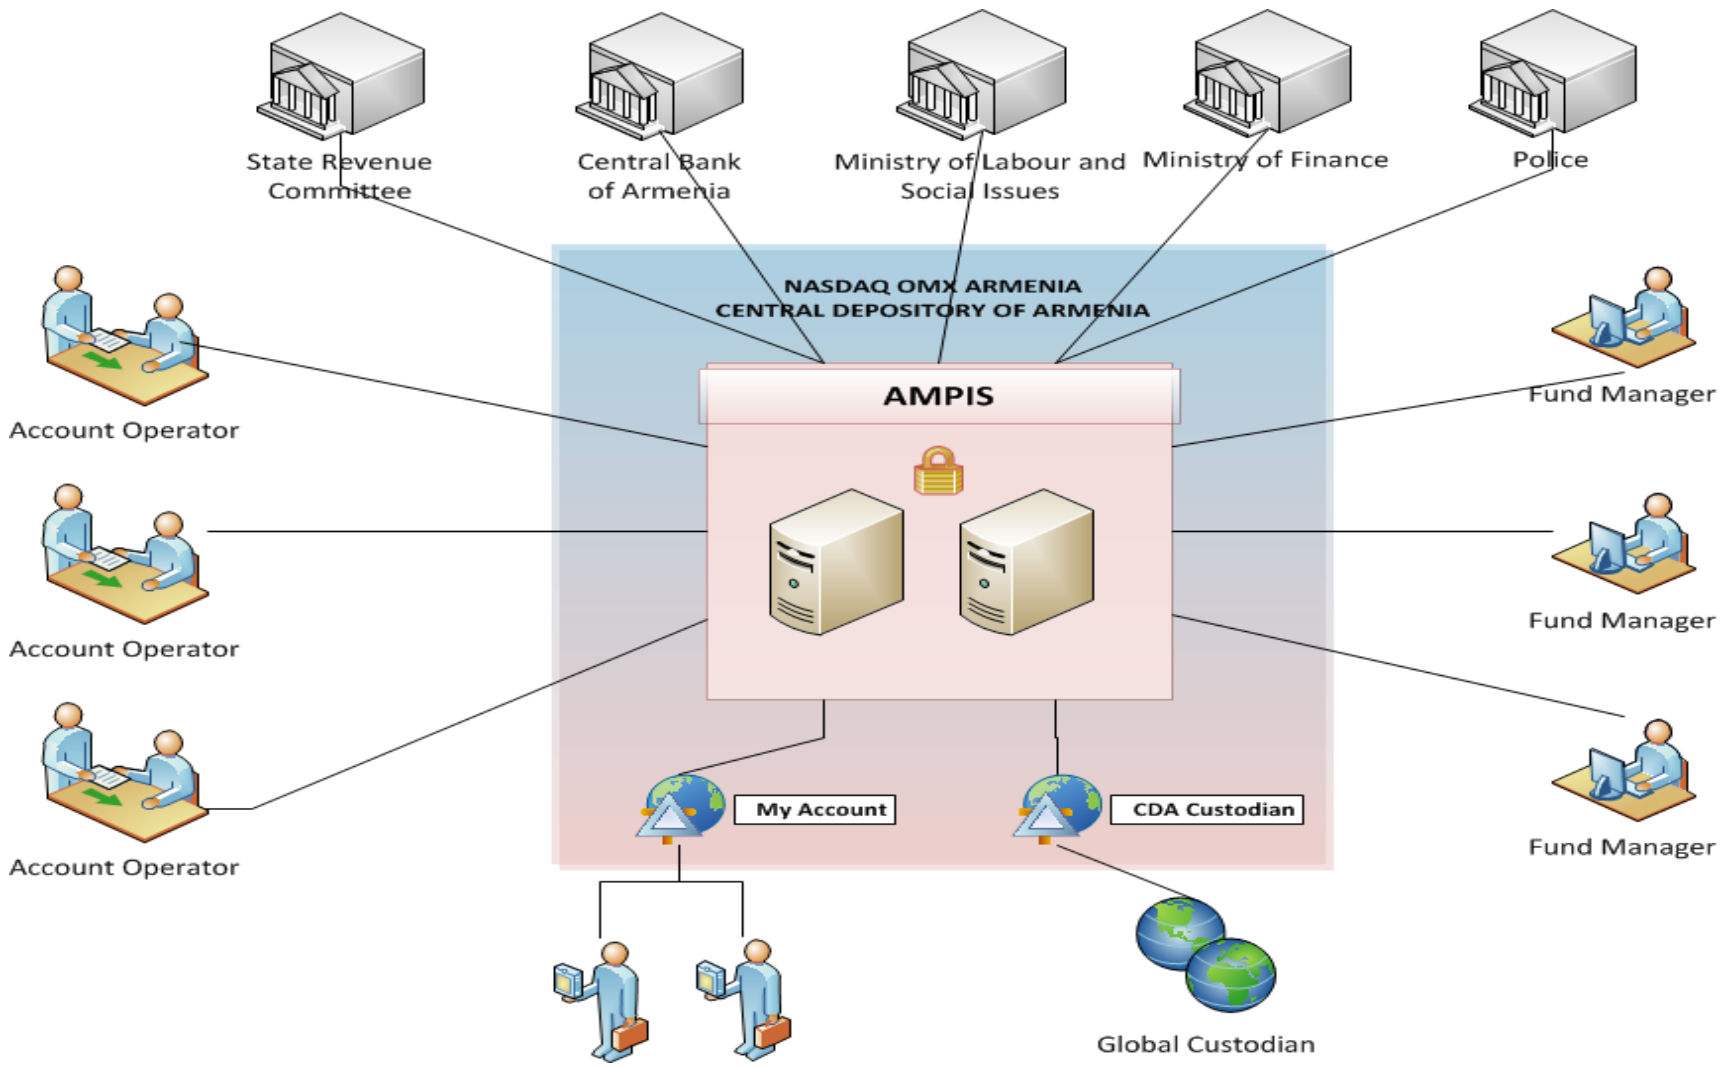 State Revenue
Committee
Central Bank
of Armenia
Ministry of Labour and
Social Issues
Ministry of Finance
Police
NASDAQ OMX ARMENIA
CENTRAL DEPOSITORY OF ARMENIA
AMPIS
Account Operator
Fund Manager
Account Operator
Fund Manager
My Account
CDA Custodian
Account Operator
Fund Manager
Global Custodian